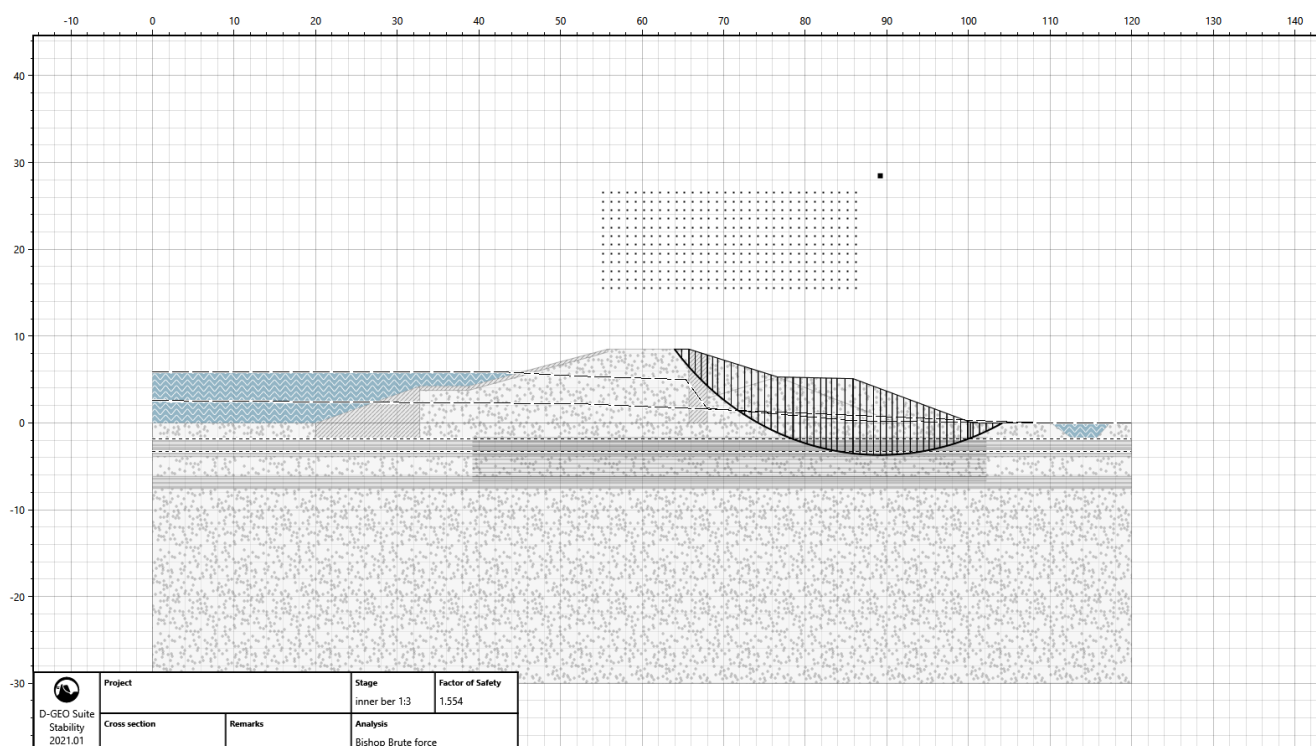 -10 0 10 20 30 40 50 60 70 80 90 100 110 120 130 140
40
30
20
10
0
-10
-20
-30
Project
Stage
Factor of Safety
inner ber 1:3
1.554
D-GEO Suite
Stability
2021.01
Cross section
Remarks
Analysis
Bishop Brute force